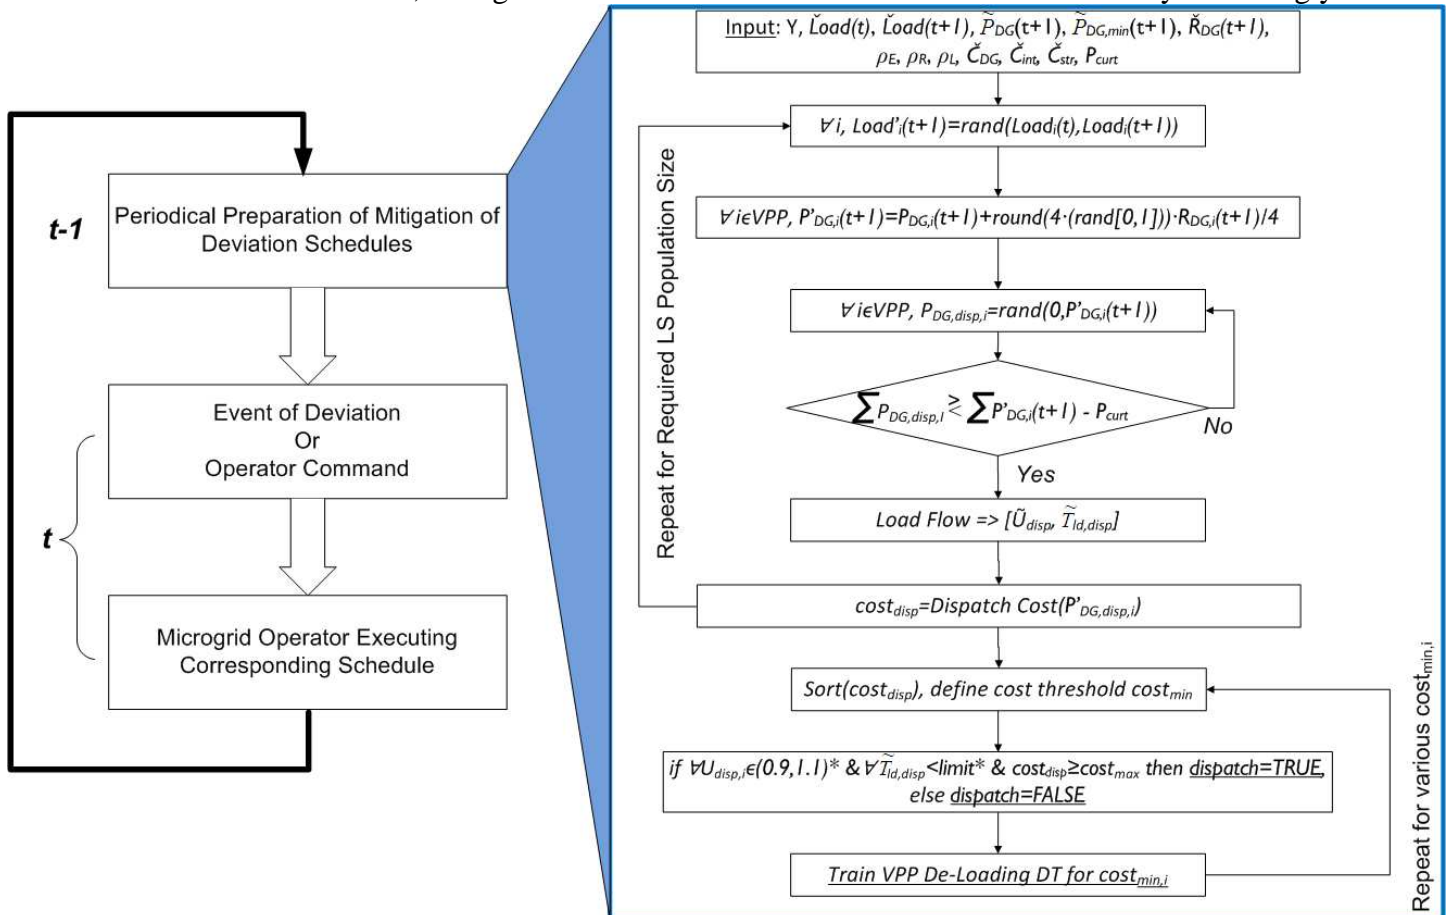 t-1
Periodical Preparation of Mitigation of
Deviation Schedules
Event of Deviation
Or
Operator Command
t
Microgrid Operator Executing
Corresponding Schedule
Input: Y, L̆oad(t), L̆oad(t+1), P̃DG(t+1), P̃DG,min(t+1), ŘDG(t+1),
ρE, ρR, ρL, ČDG, Čint, Čstr, Pcurt
∀i, Load'i(t+1)=rand(Loadi(t),Loadi(t+1))
∀iϵVPP, P'DG,i(t+1)=PDG,i(t+1)+round(4·(rand[0,1]))·RDG,i(t+1)/4
∀iϵVPP, PDG,disp,i=rand(0,P'DG,i(t+1))
∑PDG,disp,I ⋛ ∑P'DG,i(t+1) - Pcurt
No
Yes
Load Flow => [Ũdisp, T̃ld,disp]
costdisp=Dispatch Cost(P'DG,disp,i)
Repeat for Required LS Population Size
Sort(costdisp), define cost threshold costmin
if ∀Udisp,iϵ(0.9,1.1)* & ∀T̃ld,disp<limit* & costdisp≥costmax then dispatch=TRUE,
else dispatch=FALSE
Train VPP De-Loading DT for costmin,i
Repeat for various costmin,i